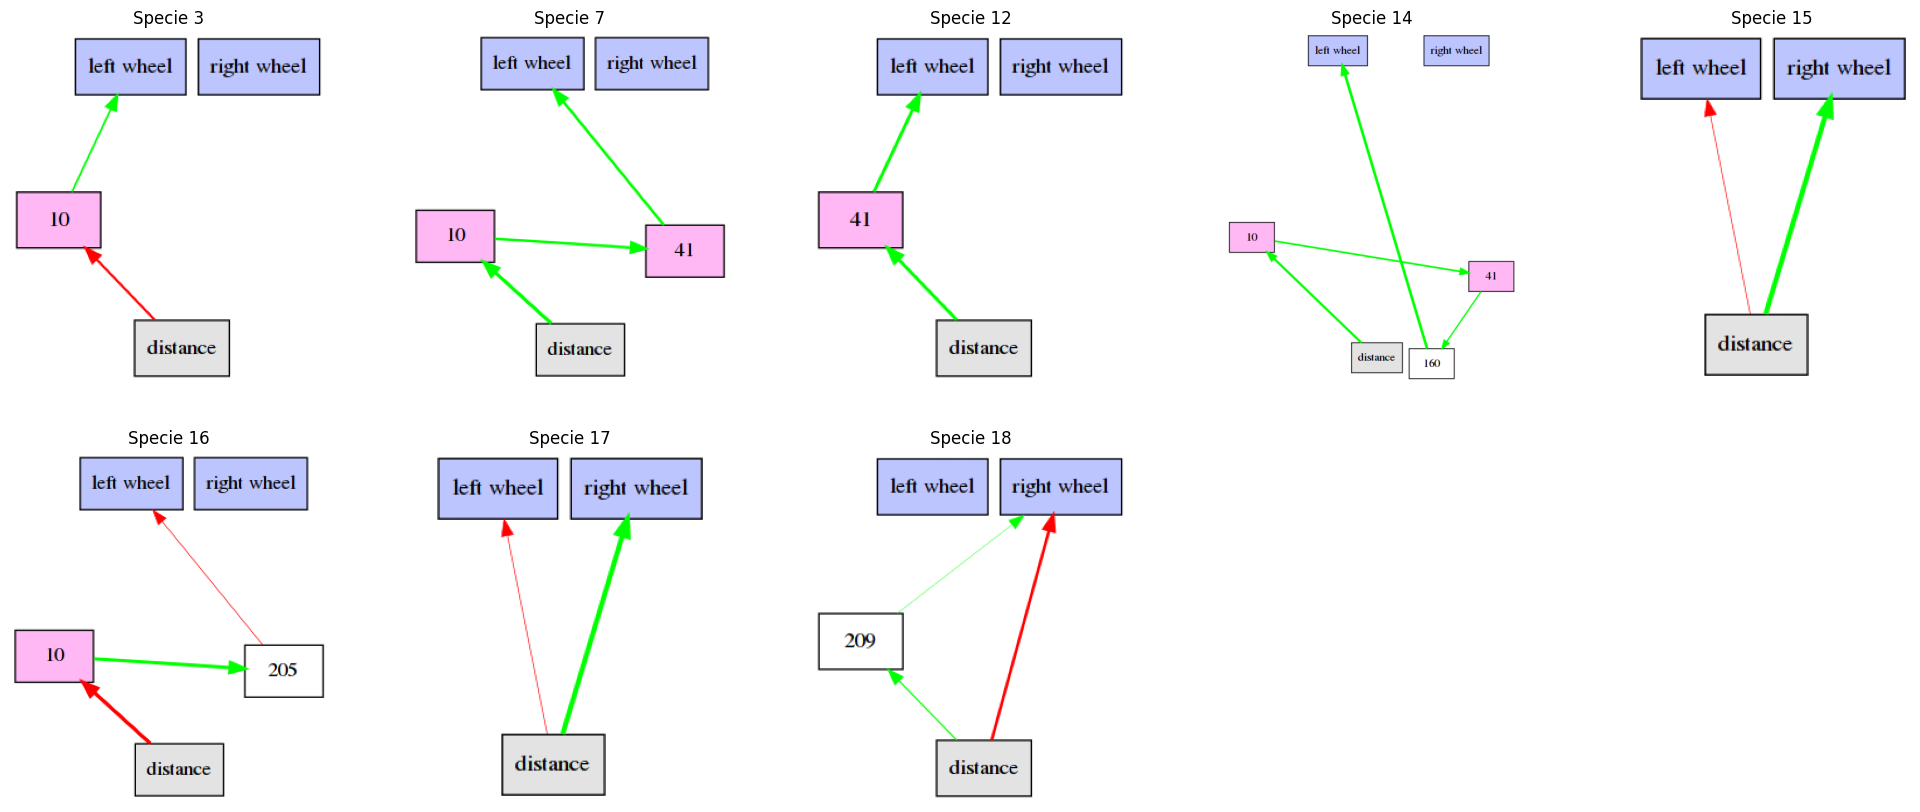 Specie 3
left wheel
right wheel
10
distance
Specie 7
left wheel
right wheel
10
41
distance
Specie 12
left wheel
right wheel
41
distance
Specie 14
left wheel
right wheel
10
41
distance
160
Specie 15
left wheel
right wheel
distance
Specie 16
left wheel
right wheel
10
205
distance
Specie 17
left wheel
right wheel
distance
Specie 18
left wheel
right wheel
209
distance